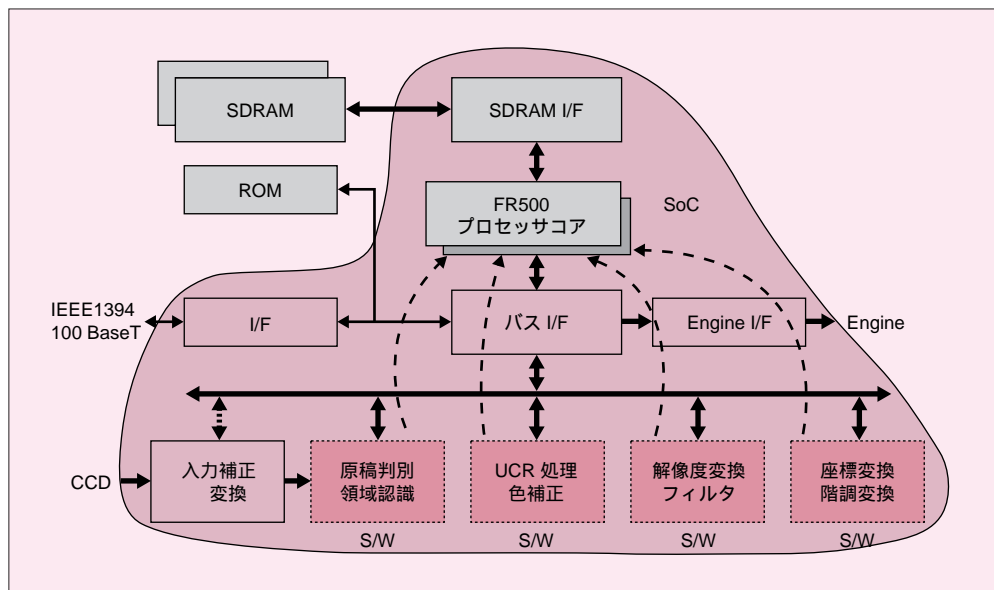 SDRAM
SDRAM I/F
ROM
FR500
プロセッサコア
SoC
IEEE1394
100 BaseT
I/F
バス I/F
Engine I/F
Engine
CCD
入力補正
変換
原稿判別
領域認識
UCR 処理
色補正
解像度変換
フィルタ
座標変換
階調変換
S/W
S/W
S/W
S/W